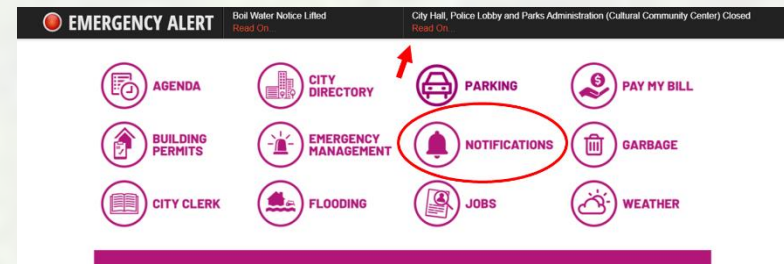 EMERGENCY ALERT
Boil Water Notice Lifted
Read On...
City Hall, Police Lobby and Parks Administration (Cultural Community Center) Closed
Read On...
AGENDA
CITY
DIRECTORY
PARKING
PAY MY BILL
BUILDING
PERMITS
EMERGENCY
MANAGEMENT
NOTIFICATIONS
GARBAGE
CITY CLERK
FLOODING
JOBS
WEATHER